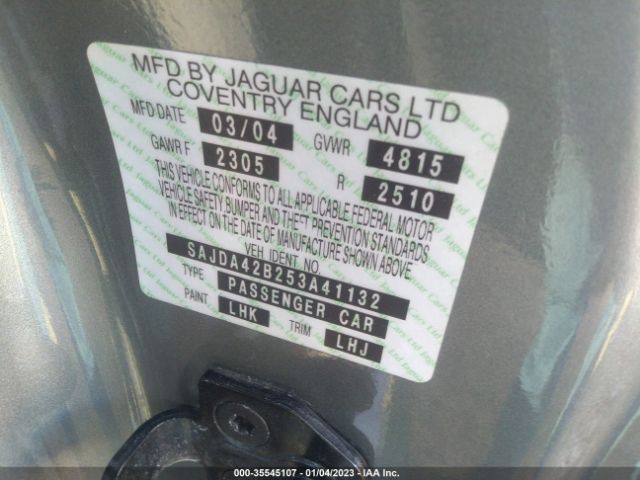 MFD BY JAGUAR CARS LTD
COVENTRY ENGLAND
MFD-DATE 03/04 GVWR 4815
GAWR F 2305 R 2510
THIS VEHICLE CONFORMS TO ALL APPLICABLE FEDERAL MOTOR
VEHICLE SAFETY BUMPER AND THEFT PREVENTION STANDARDS
IN EFFECT ON THE DATE OF MANUFACTURE SHOWN ABOVE.
VEH IDENT. NO.
SAJDA42B253A41132
TYPE PASSENGER CAR
PAINT LHK TRIM LHJ
000-35545107 - 01/04/2023 - IAA Inc.